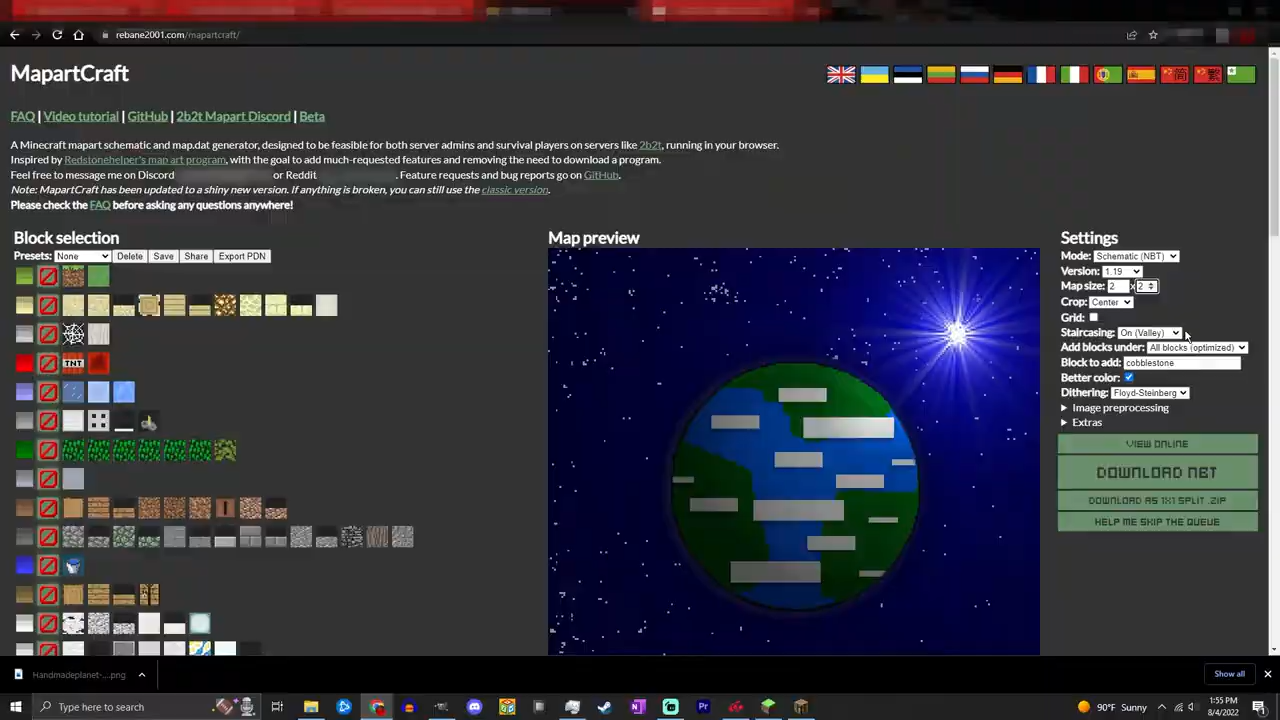 rebane2001.com/mapartcraft/
MapartCraft
FAQ | Video tutorial | GitHub | 2b2t Mapart Discord | Beta
A Minecraft mapart schematic and map.dat generator, designed to be feasible for both server admins and survival players on servers like 2b2t, running in your browser.
Inspired by Redstonehelper's map art program, with the goal to add much-requested features and removing the need to download a program.
Feel free to message me on Discord or Reddit . Feature requests and bug reports go on GitHub.
Note: MapartCraft has been updated to a shiny new version. If anything is broken, you can still use the classic version.
Please check the FAQ before asking any questions anywhere!
Block selection
Presets: None Delete Save Share Export PDN
TNT
Map preview
Settings
Mode: Schematic (NBT)
Version: 1.19
Map size: 2 x 2
Crop: Center
Grid:
Staircasing: On (Valley)
Add blocks under: All blocks (optimized)
Block to add: cobblestone
Better color:
Dithering: Floyd-Steinberg
Image preprocessing
Extras
VIEW ONLINE
DOWNLOAD NBT
DOWNLOAD AS 1X1 SPLIT .ZIP
HELP ME SKIP THE QUEUE
Handmadeplanet-....png
Show all
Type here to search
90°F Sunny
1:55 PM
8/4/2022